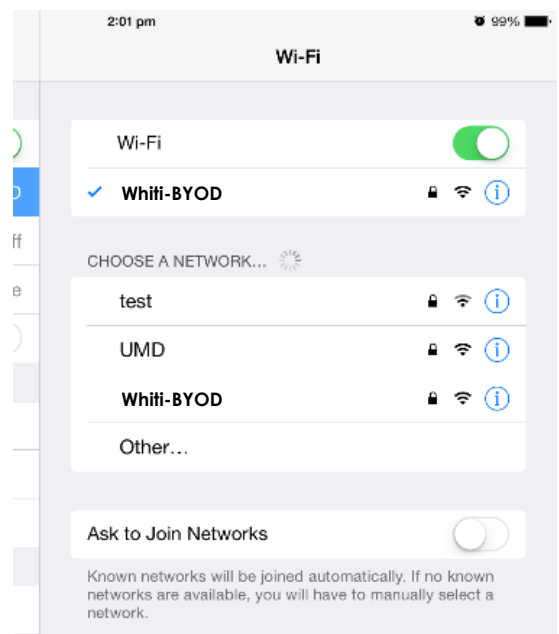 2:01 pm 99%
Wi-Fi
Wi-Fi
Whiti-BYOD
CHOOSE A NETWORK...
test
UMD
Whiti-BYOD
Other...
Ask to Join Networks
Known networks will be joined automatically. If no known
networks are available, you will have to manually select a
network.
ff
e